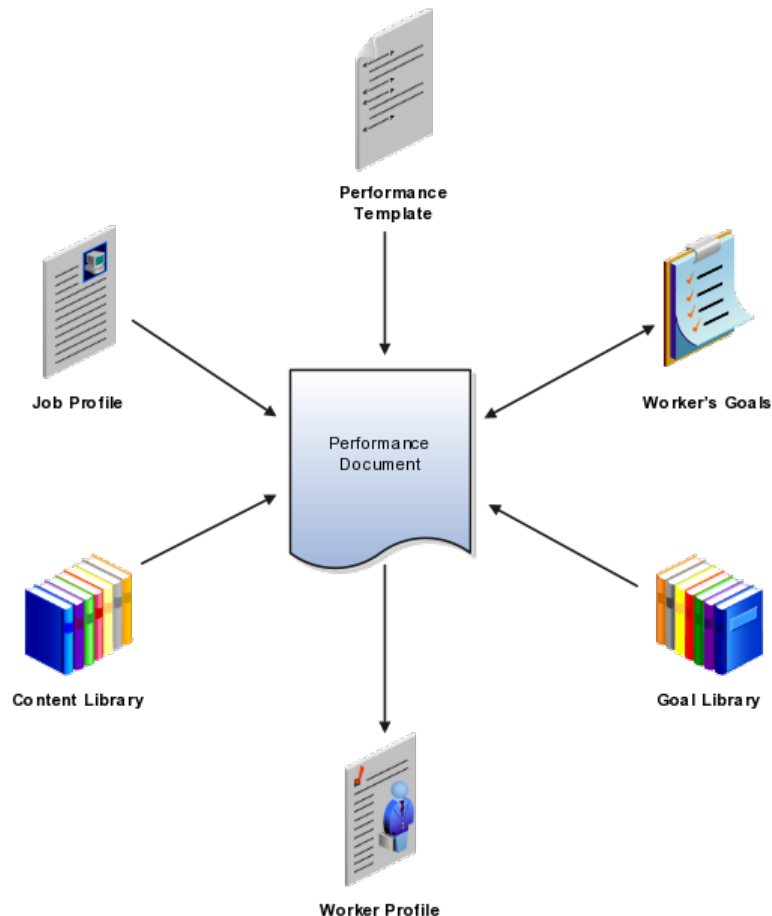 Performance
Template
Job Profile
Worker's Goals
Performance
Document
Content Library
Goal Library
Worker Profile